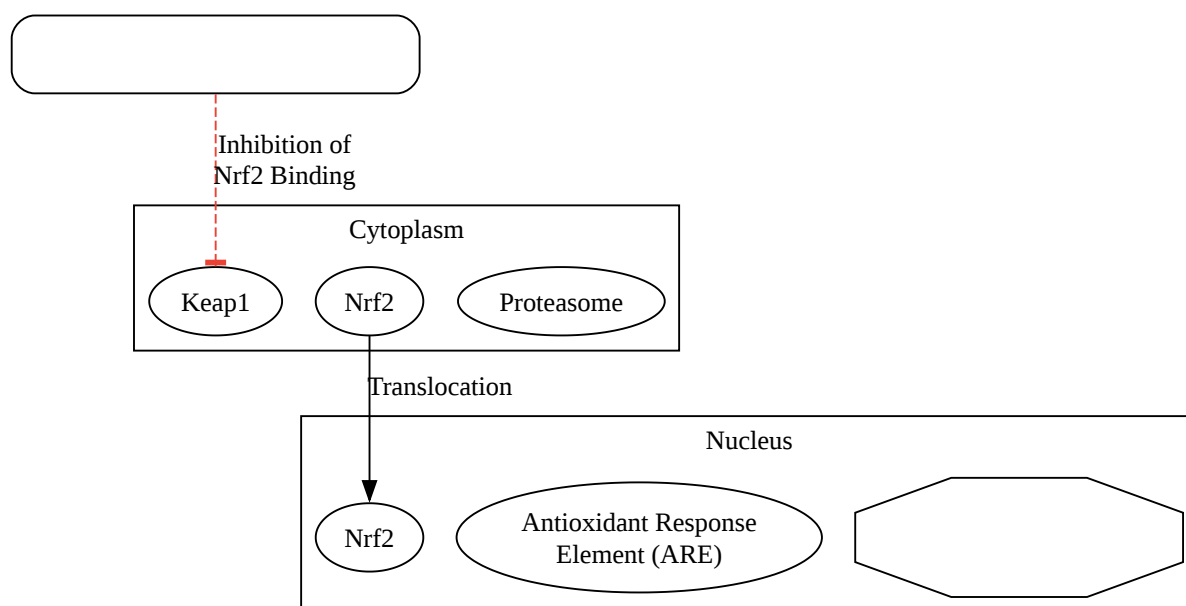 Inhibition of
Nrf2 Binding
Cytoplasm
Keap1
Nrf2
Proteasome
Translocation
Nucleus
Nrf2
Antioxidant Response
Element (ARE)